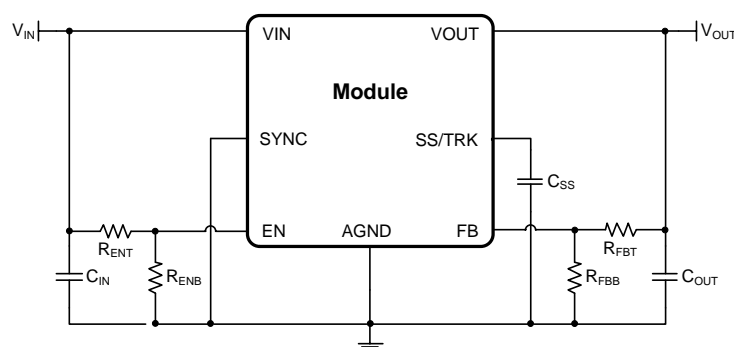 V_IN VIN VOUT V_OUT
Module
SYNC SS/TRK
C_SS
EN AGND FB
R_ENT R_FBT
C_IN R_ENB R_FBB C_OUT